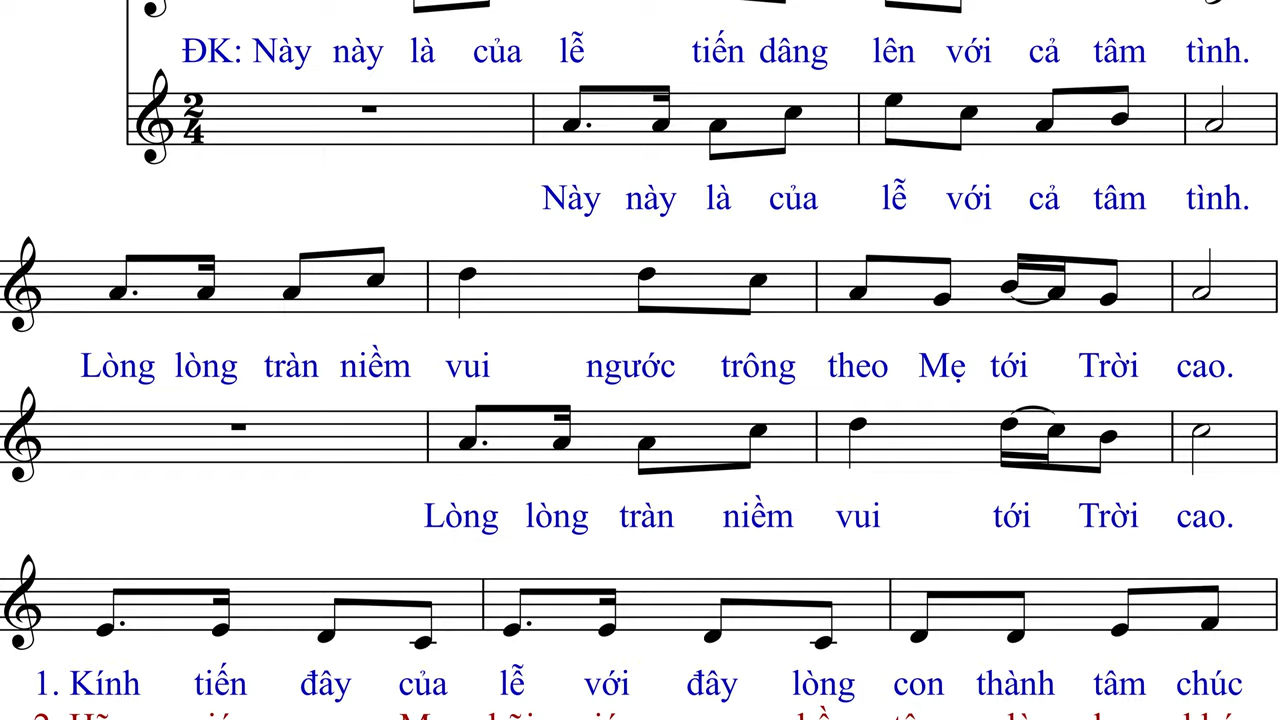 ĐK: Này này là của lễ tiến dâng lên với cả tâm tình.
2
4
Này này là của lễ với cả tâm tình.
Lòng lòng tràn niềm vui ngước trông theo Mẹ tới Trời cao.
Lòng lòng tràn niềm vui tới Trời cao.
1. Kính tiến đây của lễ với đây lòng con thành tâm chúc